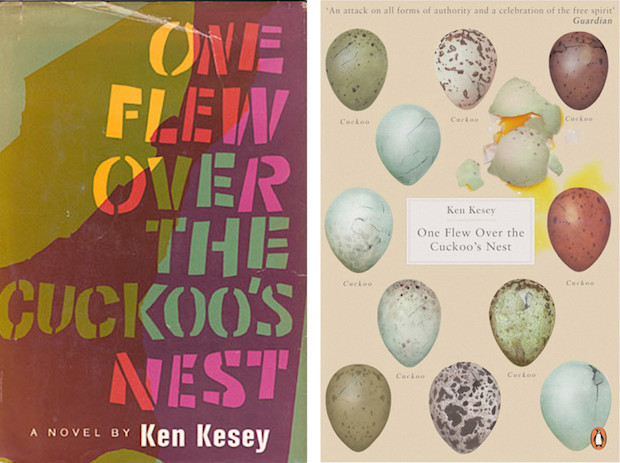 ONE
FLEW
OVER
THE
CUCKOO'S
NEST
A NOVEL BY Ken Kesey
'An attack on all forms of authority and a celebration of the free spirit'
Guardian
Cuckoo
Cuckoo
Cuckoo
Ken Kesey
One Flew Over the
Cuckoo's Nest
Cuckoo
Cuckoo
Cuckoo
Cuckoo